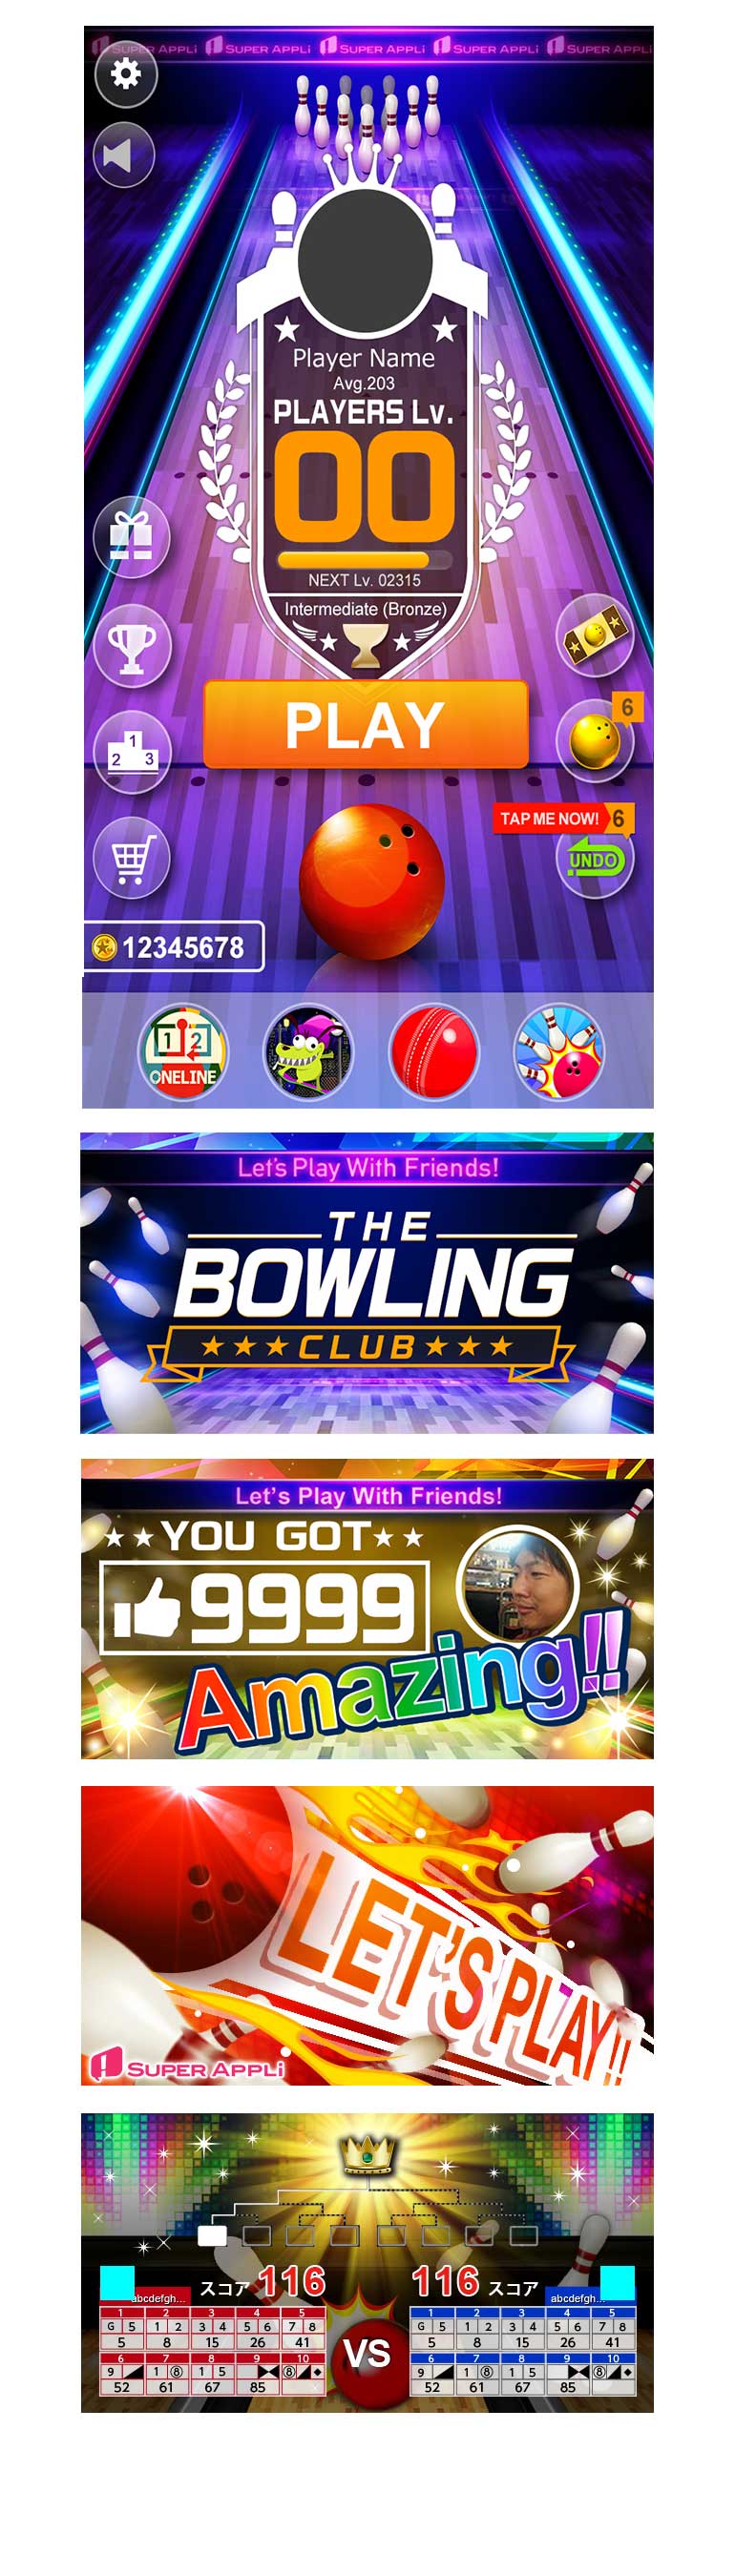 SUPER APPLi SUPER APPLi SUPER APPLi SUPER APPLi SUPER APPLi
Player Name
Avg.203
PLAYERS Lv.
00
NEXT Lv. 02315
Intermediate (Bronze)
PLAY
6
1
2 3
TAP ME NOW! 6
UNDO
12345678
1 2
ONELINE
Let's Play With Friends!
THE
BOWLING
★★★CLUB★★★
Let's Play With Friends!
★★YOU GOT★★
9999
Amazing!!
LET'S PLAY!!
SUPER APPLi
スコア 116
116 スコア
abcdefgh...
abcdefgh...
VS
1 2 3 4 5
G 5 1 2 3 4 5 6 7 8
5 8 15 26 41
6 7 8 9 10
9 1 ⑧ 1 5 ⑧
52 61 67 85
1 2 3 4 5
G 5 1 2 3 4 5 6 7 8
5 8 15 26 41
6 7 8 9 10
9 1 ⑧ 1 5 ⑧
52 61 67 85